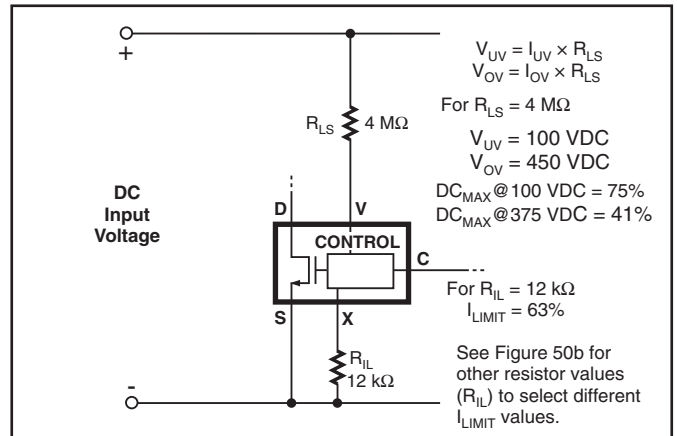 +
V_UV = I_UV × R_LS
V_OV = I_OV × R_LS
For R_LS = 4 MΩ
V_UV = 100 VDC
V_OV = 450 VDC
DC_MAX@100 VDC = 75%
DC_MAX@375 VDC = 41%
R_LS 4 MΩ
DC
Input
Voltage
D
V
CONTROL
C
S
X
For R_IL = 12 kΩ
I_LIMIT = 63%
R_IL
12 kΩ
See Figure 50b for
other resistor values
(R_IL) to select different
I_LIMIT values.
-